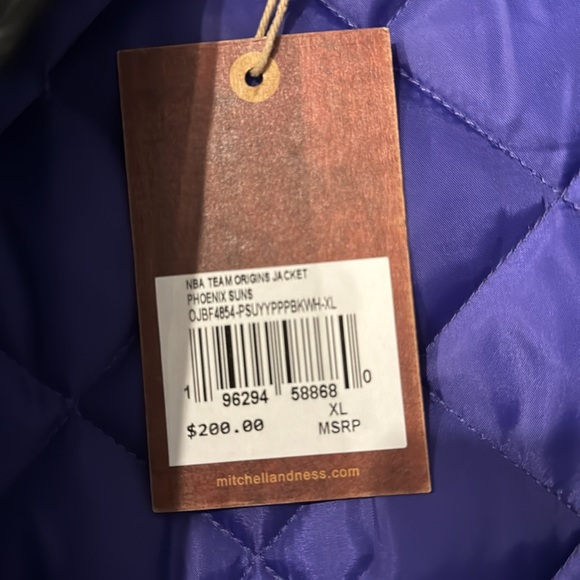 NBA TEAM ORIGINS JACKET
PHOENIX SUNS
OJBF4854-PSUYYPPPBKWH-XL
1 96294 58868 0
XL
$200.00 MSRP
mitchellandness.com